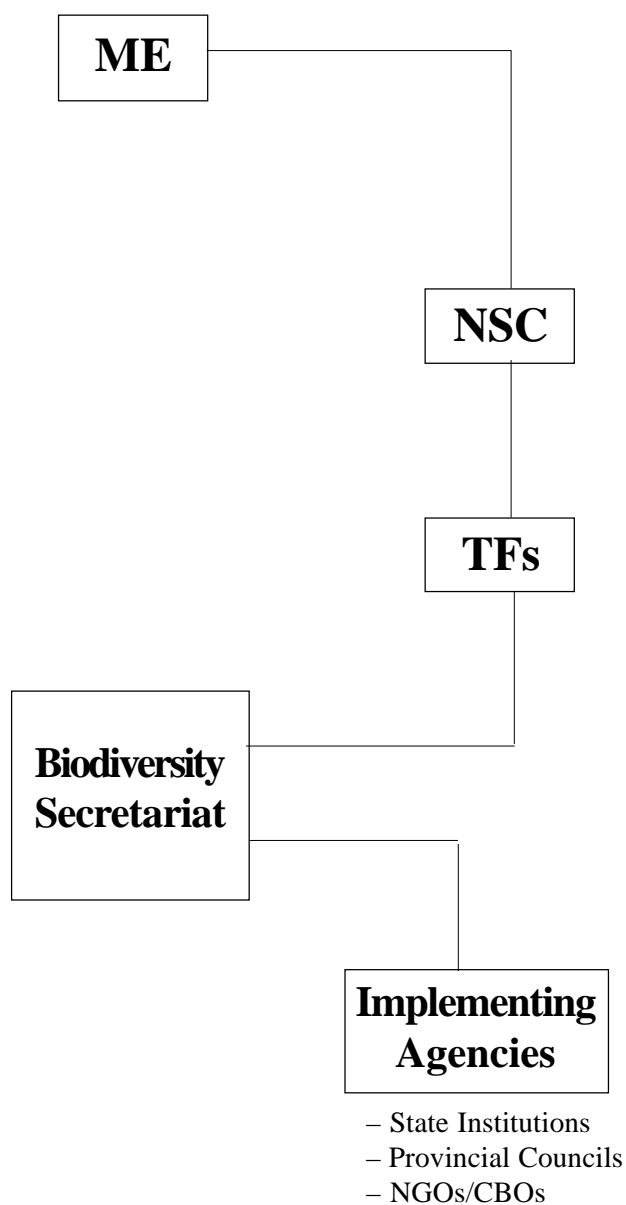 ME
NSC
TFs
Biodiversity
Secretariat
Implementing
Agencies
– State Institutions
– Provincial Councils
– NGOs/CBOs